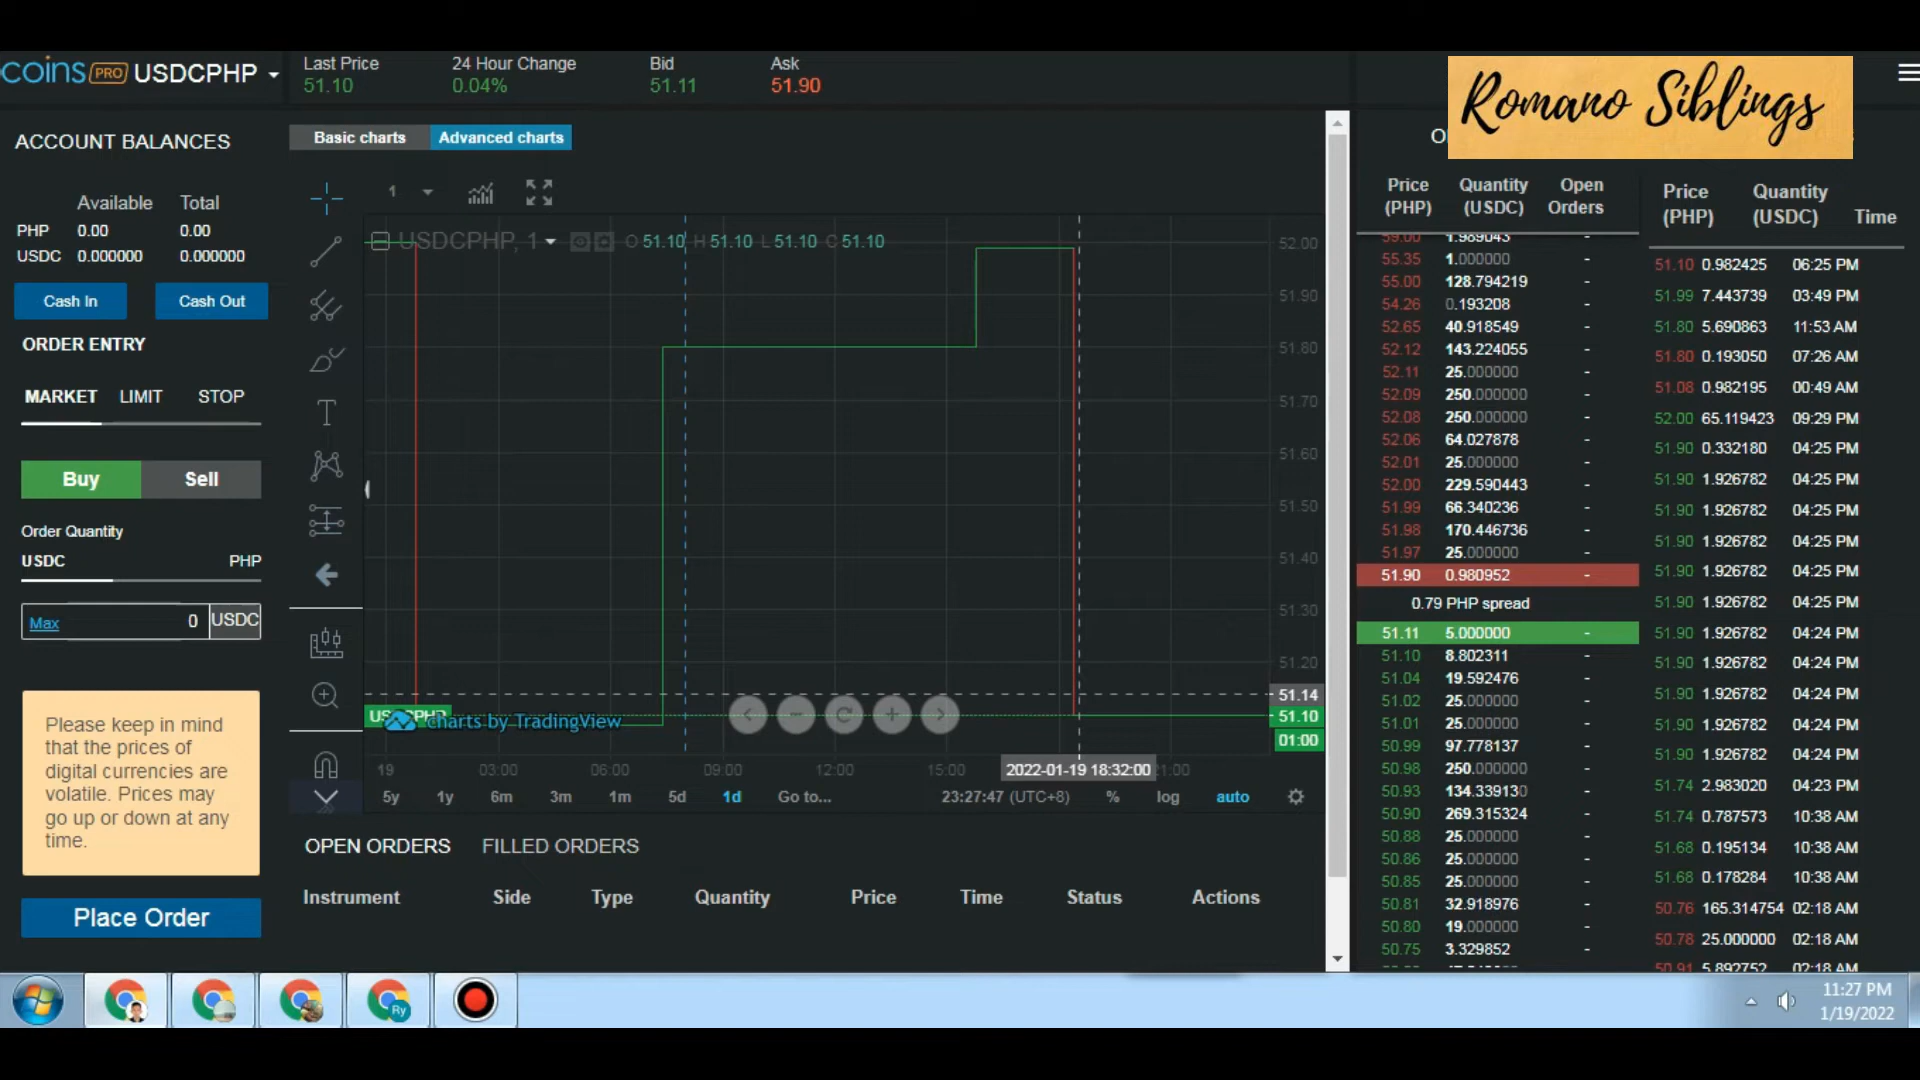 coins PRO USDCPHP
Last Price
51.10
24 Hour Change
0.04%
Bid
51.11
Ask
51.90
Romano Siblings
ACCOUNT BALANCES
Available Total
PHP 0.00 0.00
USDC 0.000000 0.000000
Cash In Cash Out
ORDER ENTRY
MARKET LIMIT STOP
Buy Sell
Order Quantity
USDC PHP
Max 0 USDC
Please keep in mind
that the prices of
digital currencies are
volatile. Prices may
go up or down at any
time.
Place Order
Basic charts Advanced charts
1
USDCPHP, 1 O 51.10 H 51.10 L 51.10 C 51.10
52.00
51.90
51.80
51.70
51.60
51.50
51.40
51.30
51.20
51.14
51.10
01:00
charts by TradingView
19 03:00 06:00 09:00 12:00 15:00 2022-01-19 18:32:00
5y 1y 6m 3m 1m 5d 1d Go to... 23:27:47 (UTC+8) % log auto
OPEN ORDERS FILLED ORDERS
Instrument Side Type Quantity Price Time Status Actions
Price (PHP) Quantity (USDC) Open Orders
59.00 1.989043 -
55.35 1.000000 -
55.00 128.794219 -
54.26 0.193208 -
52.65 40.918549 -
52.12 143.224055 -
52.11 25.000000 -
52.09 250.000000 -
52.08 250.000000 -
52.06 64.027878 -
52.01 25.000000 -
52.00 229.590443 -
51.99 66.340236 -
51.98 170.446736 -
51.97 25.000000 -
51.90 0.980952 -
0.79 PHP spread
51.11 5.000000 -
51.10 8.802311 -
51.04 19.592476 -
51.02 25.000000 -
51.01 25.000000 -
50.99 97.778137 -
50.98 250.000000 -
50.93 134.339130 -
50.90 269.315324 -
50.88 25.000000 -
50.86 25.000000 -
50.85 25.000000 -
50.81 32.918976 -
50.80 19.000000 -
50.75 3.329852 -
Price (PHP) Quantity (USDC) Time
51.10 0.982425 06:25 PM
51.99 7.443739 03:49 PM
51.80 5.690863 11:53 AM
51.80 0.193050 07:26 AM
51.08 0.982195 00:49 AM
52.00 65.119423 09:29 PM
51.90 0.332180 04:25 PM
51.90 1.926782 04:25 PM
51.90 1.926782 04:25 PM
51.90 1.926782 04:25 PM
51.90 1.926782 04:25 PM
51.90 1.926782 04:25 PM
51.90 1.926782 04:24 PM
51.90 1.926782 04:24 PM
51.90 1.926782 04:24 PM
51.90 1.926782 04:24 PM
51.90 1.926782 04:24 PM
51.74 2.983020 04:23 PM
51.74 0.787573 10:38 AM
51.68 0.195134 10:38 AM
51.68 0.178284 10:38 AM
50.76 165.314754 02:18 AM
50.78 25.000000 02:18 AM
50.91 5.892752 02:18 AM
Ry
11:27 PM
1/19/2022